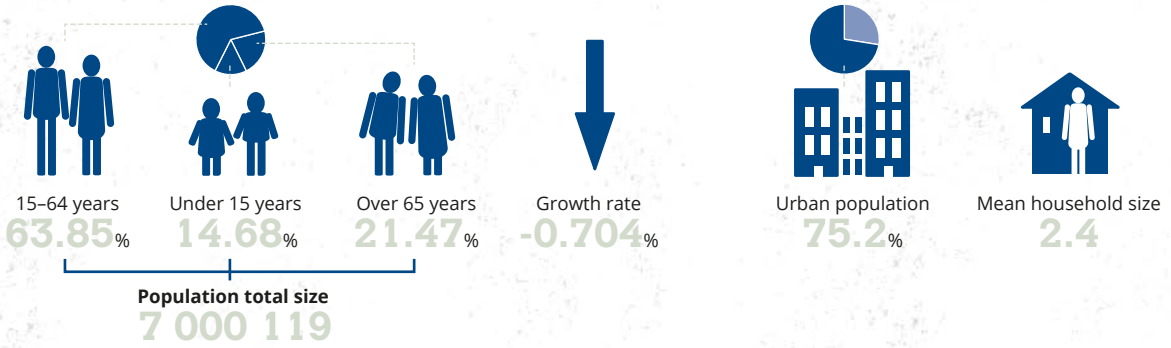 15–64 years
63.85%
Under 15 years
14.68%
Over 65 years
21.47%
Growth rate
-0.704%
Urban population
75.2%
Mean household size
2.4
Population total size
7 000 119